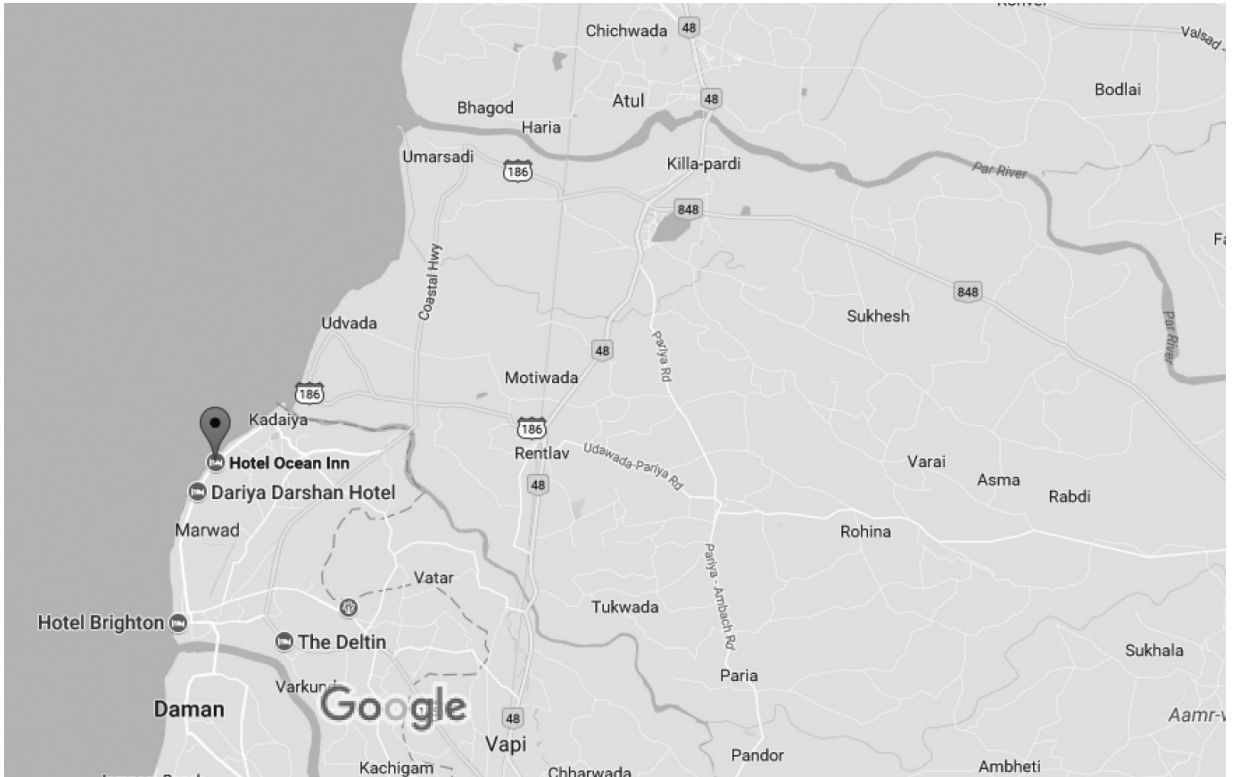 Chichwada
48
Valsad
Bodlai
48
Atul
Bhagod
Haria
Umarsadi
186
Killa-pardi
Par River
848
Coastal Hwy
848
Sukhesh
Par River
Udvada
48
Pariya Rd
Motiwada
186
Kadaiya
186
Rentlav
Udawada-Pariya Rd
Varai
Asma
Rabdi
Hotel Ocean Inn
Dariya Darshan Hotel
48
Marwad
Rohina
Pariya - Ambach Rd
Vatar
Tukwada
Hotel Brighton
The Deltin
Sukhala
Paria
Varkund
Google
Daman
48
Vapi
Aamr-
Pandor
Kachigam
Chharwada
Ambheti